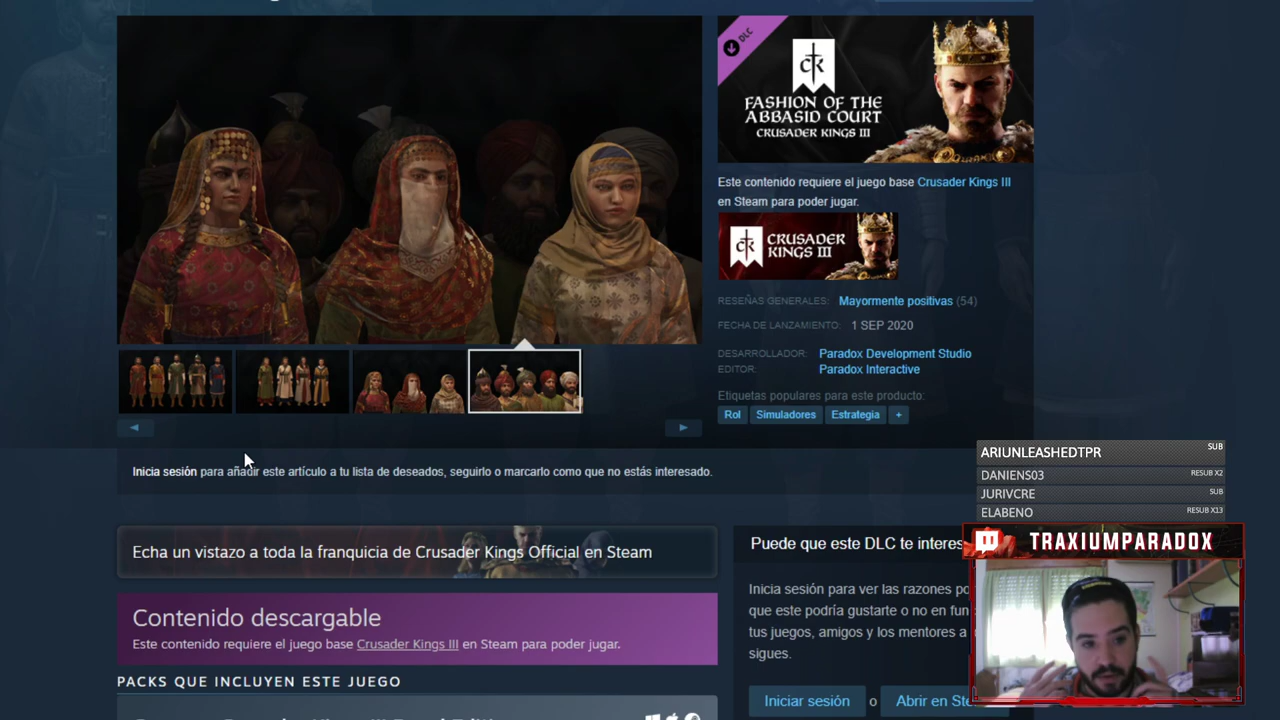 DLC
FASHION OF THE
ABBASID COURT
CRUSADER KINGS III
Este contenido requiere el juego base Crusader Kings III
en Steam para poder jugar.
CRUSADER
KINGS III
RESEÑAS GENERALES: Mayormente positivas (54)
FECHA DE LANZAMIENTO: 1 SEP 2020
DESARROLLADOR: Paradox Development Studio
EDITOR: Paradox Interactive
Etiquetas populares para este producto:
Rol Simuladores Estrategia +
Inicia sesión para añadir este artículo a tu lista de deseados, seguirlo o marcarlo como que no estás interesado.
ARIUNLEASHEDTPR SUB
DANIENS03 RESUB X2
JURIVCRE SUB
ELABENO RESUB X13
TRAXIUMPARADOX
Echa un vistazo a toda la franquicia de Crusader Kings Official en Steam
Puede que este DLC te interes
Inicia sesión para ver las razones po
que este podría gustarte o no en fun
tus juegos, amigos y los mentores a
sigues.
Iniciar sesión o Abrir en Ste
Contenido descargable
Este contenido requiere el juego base Crusader Kings III en Steam para poder jugar.
PACKS QUE INCLUYEN ESTE JUEGO